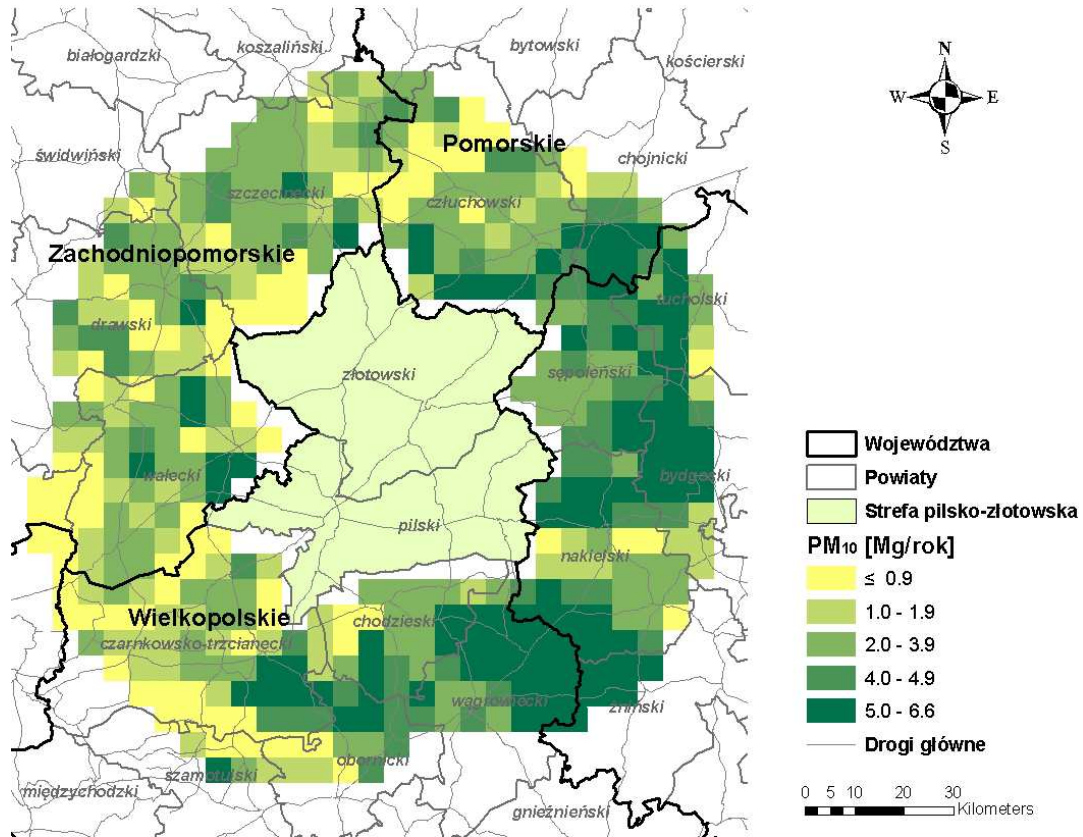 koszaliński
bytowski
białogardzki
kościerski
N
W E
S
Pomorskie
świdwiński
chojnicki
szczecinecki
człuchowski
Zachodniopomorskie
tucholski
drawski
sępoleński
złotowski
Województwa
wałecki
bydgoski
Powiaty
Strefa pilsko-złotowska
pilski
PM10 [Mg/rok]
nakielski
≤ 0.9
1.0 - 1.9
Wielkopolskie
chodzieski
2.0 - 3.9
czarnkowsko-trzcianecki
4.0 - 4.9
wągrowiecki
żniński
5.0 - 6.6
Drogi główne
obornicki
szamotulski
międzychodzki
gnieźnieński
0 5 10 20 30
Kilometers